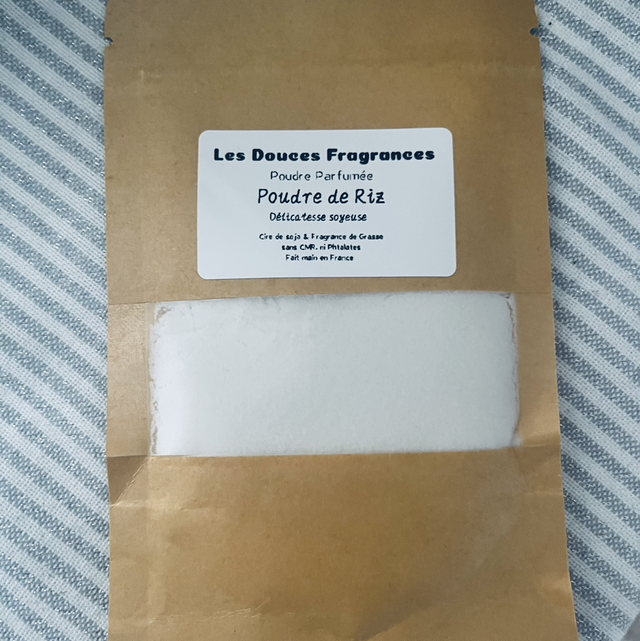 Les Douces Fragrances
Poudre Parfumée
Poudre de Riz
Délicatesse soyeuse
Cire de soja & Fragrance de Grasse
sans CMR, ni Phtalates
Fait main en France